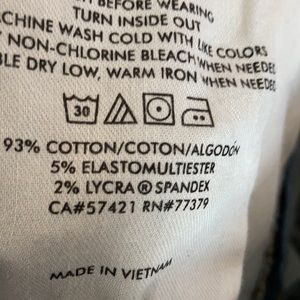 BEFORE WEARING
TURN INSIDE OUT
CHINE WASH COLD WITH LIKE COLORS
NON-CHLORINE BLEACH WHEN NEEDED
BLE DRY LOW, WARM IRON WHEN NEEDED
30
93% COTTON/COTON/ALGODÓN
5% ELASTOMULTIESTER
2% LYCRA® SPANDEX
CA#57421 RN#77379
MADE IN VIETNAM